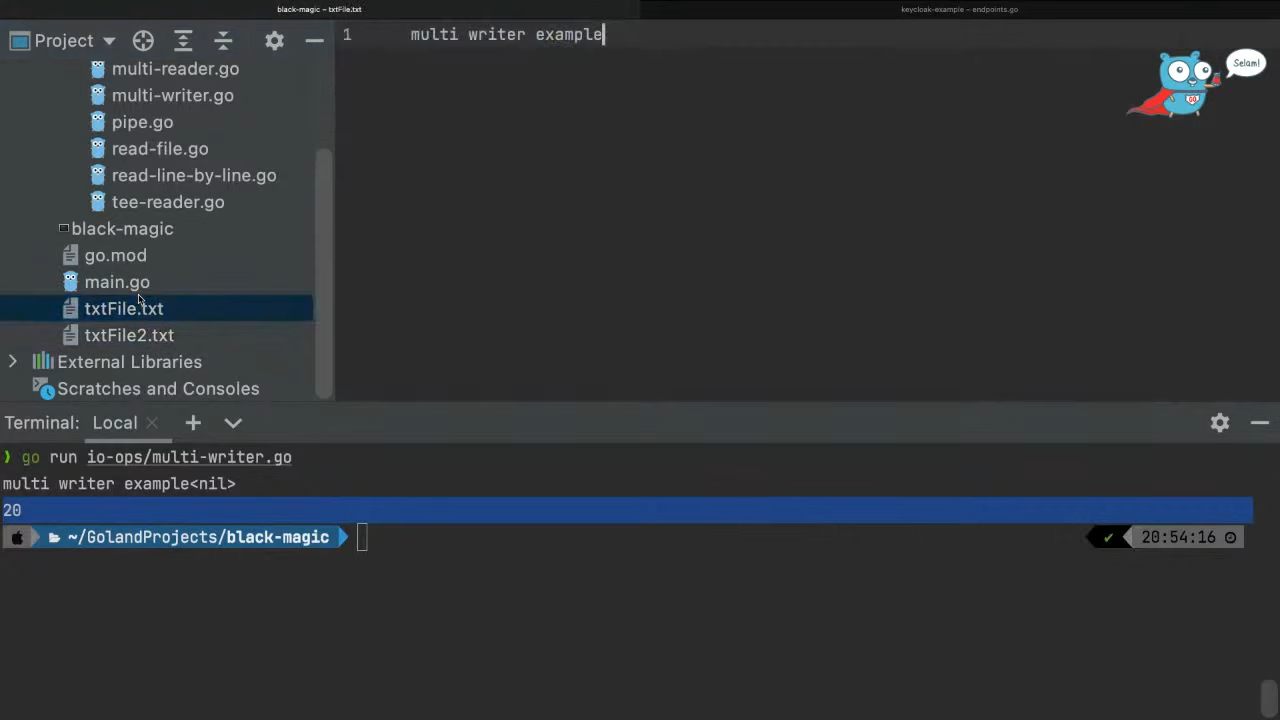 black-magic – txtFile.txt
keycloak-example – endpoints.go
Project
1 multi writer example
Selam!
multi-reader.go
multi-writer.go
pipe.go
read-file.go
read-line-by-line.go
tee-reader.go
black-magic
go.mod
main.go
txtFile.txt
txtFile2.txt
External Libraries
Scratches and Consoles
Terminal: Local
❯ go run io-ops/multi-writer.go
multi writer example<nil>
20
~/GolandProjects/black-magic
✔ 20:54:16